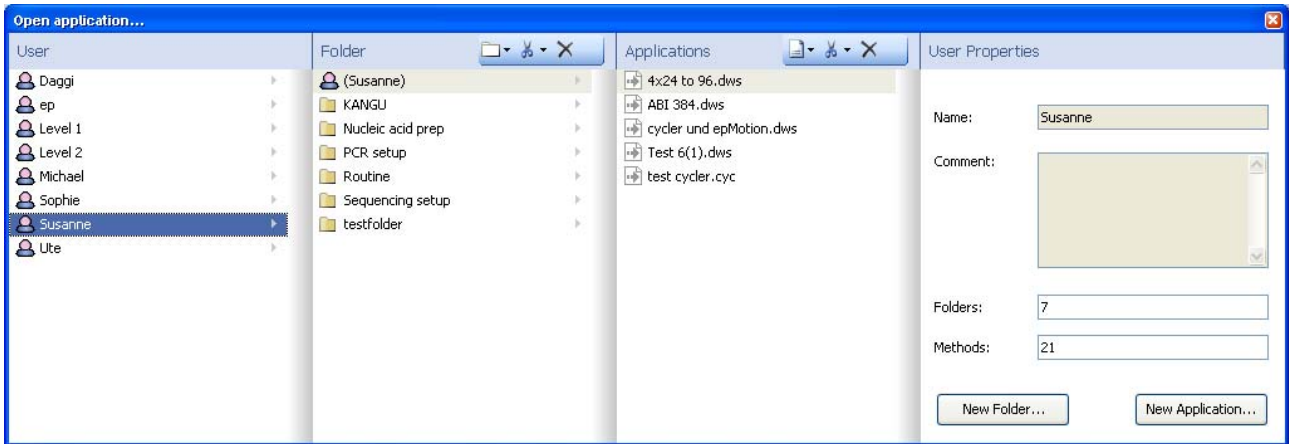 Open application...
User
Folder
Applications
User Properties
Daggi
ep
Level 1
Level 2
Michael
Sophie
Susanne
Ute
(Susanne)
KANGU
Nucleic acid prep
PCR setup
Routine
Sequencing setup
testfolder
4x24 to 96.dws
ABI 384.dws
cycler und epMotion.dws
Test 6(1).dws
test cycler.cyc
Name: Susanne
Comment:
Folders: 7
Methods: 21
New Folder... New Application...